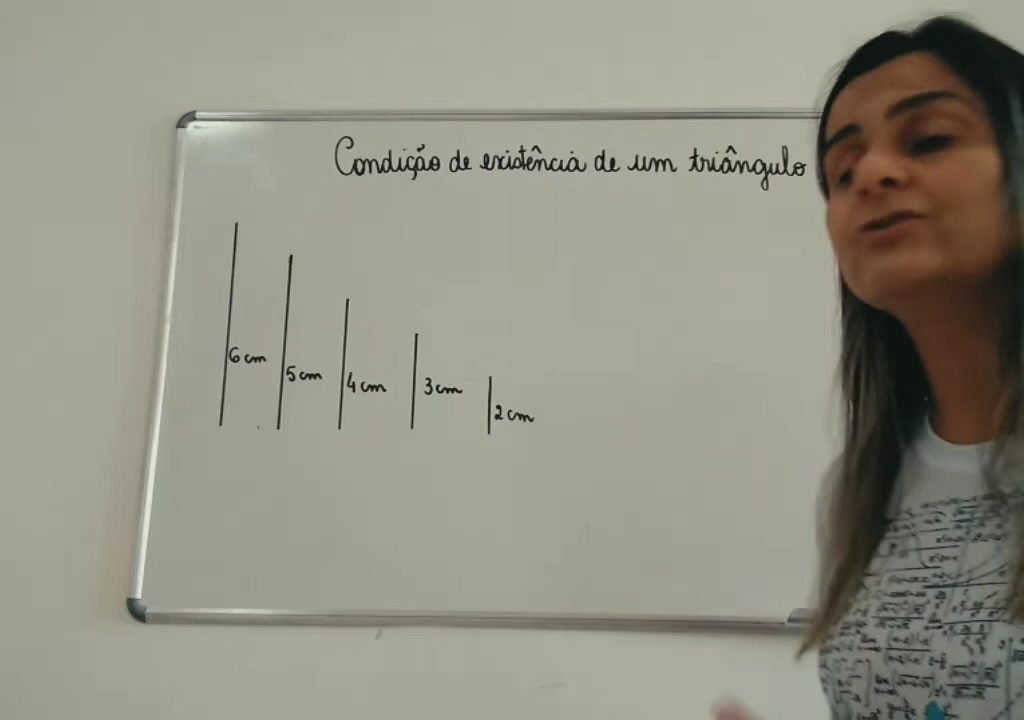 Condição de existência de um triângulo
6 cm
5 cm
4 cm
3 cm
2 cm